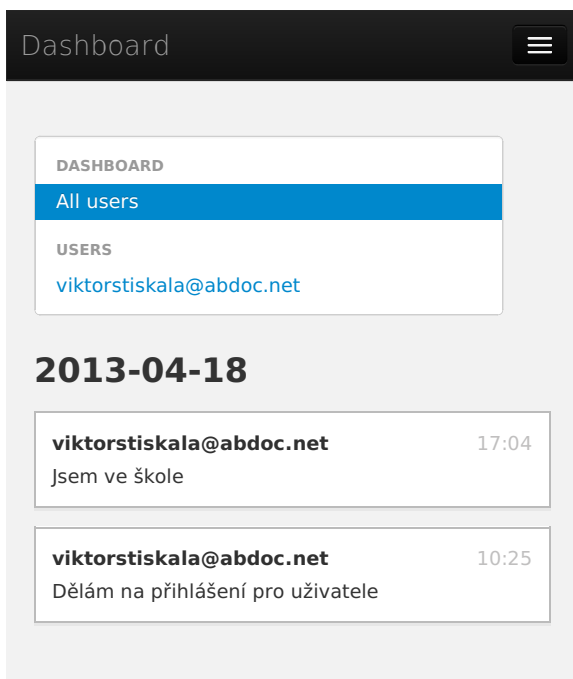 Dashboard
DASHBOARD
All users
USERS
viktorstiskala@abdoc.net
2013-04-18
viktorstiskala@abdoc.net 17:04
Jsem ve škole
viktorstiskala@abdoc.net 10:25
Dělám na přihlášení pro uživatele